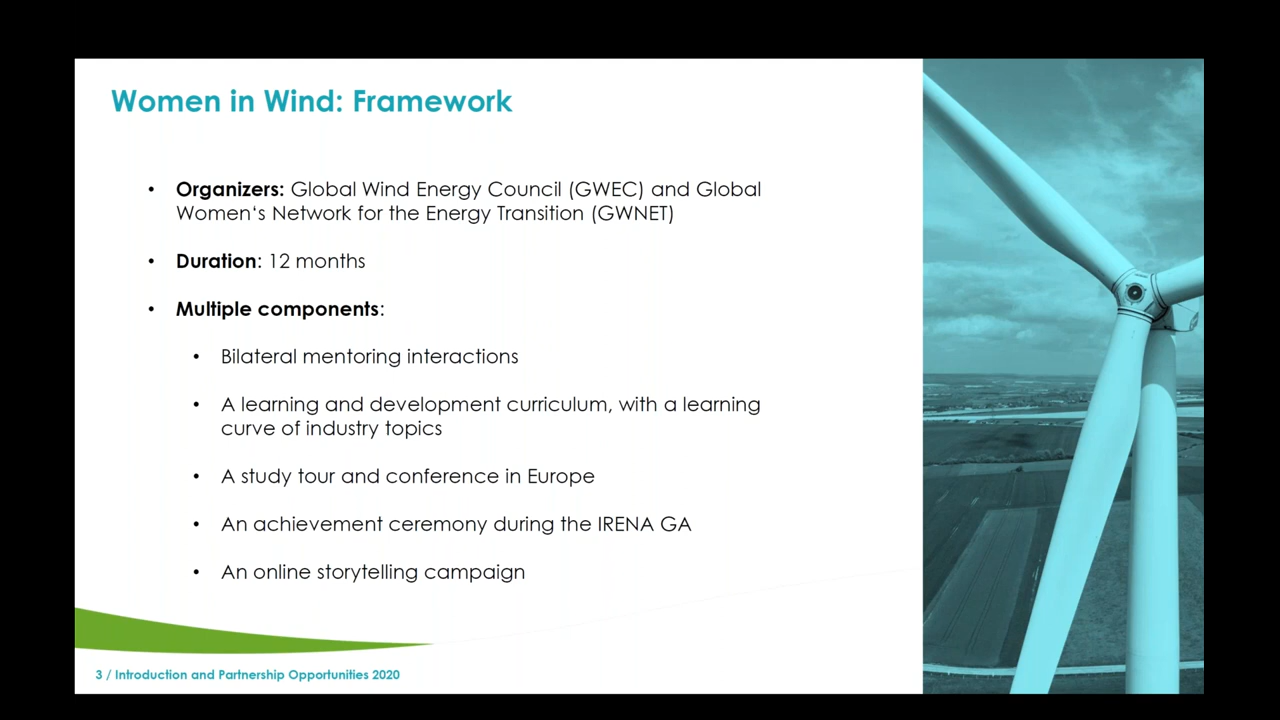 Women in Wind: Framework
• Organizers: Global Wind Energy Council (GWEC) and Global
Women‘s Network for the Energy Transition (GWNET)
• Duration: 12 months
• Multiple components:
• Bilateral mentoring interactions
• A learning and development curriculum, with a learning
curve of industry topics
• A study tour and conference in Europe
• An achievement ceremony during the IRENA GA
• An online storytelling campaign
3 / Introduction and Partnership Opportunities 2020